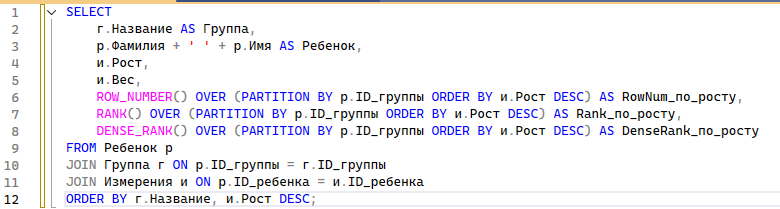 1 SELECT
2 г.Название AS Группа,
3 р.Фамилия + ' ' + р.Имя AS Ребенок,
4 и.Рост,
5 и.Вес,
6 ROW_NUMBER() OVER (PARTITION BY р.ID_группы ORDER BY и.Рост DESC) AS RowNum_по_росту,
7 RANK() OVER (PARTITION BY р.ID_группы ORDER BY и.Рост DESC) AS Rank_по_росту,
8 DENSE_RANK() OVER (PARTITION BY р.ID_группы ORDER BY и.Рост DESC) AS DenseRank_по_росту
9 FROM Ребенок р
10 JOIN Группа г ON р.ID_группы = г.ID_группы
11 JOIN Измерения и ON р.ID_ребенка = и.ID_ребенка
12 ORDER BY г.Название, и.Рост DESC;